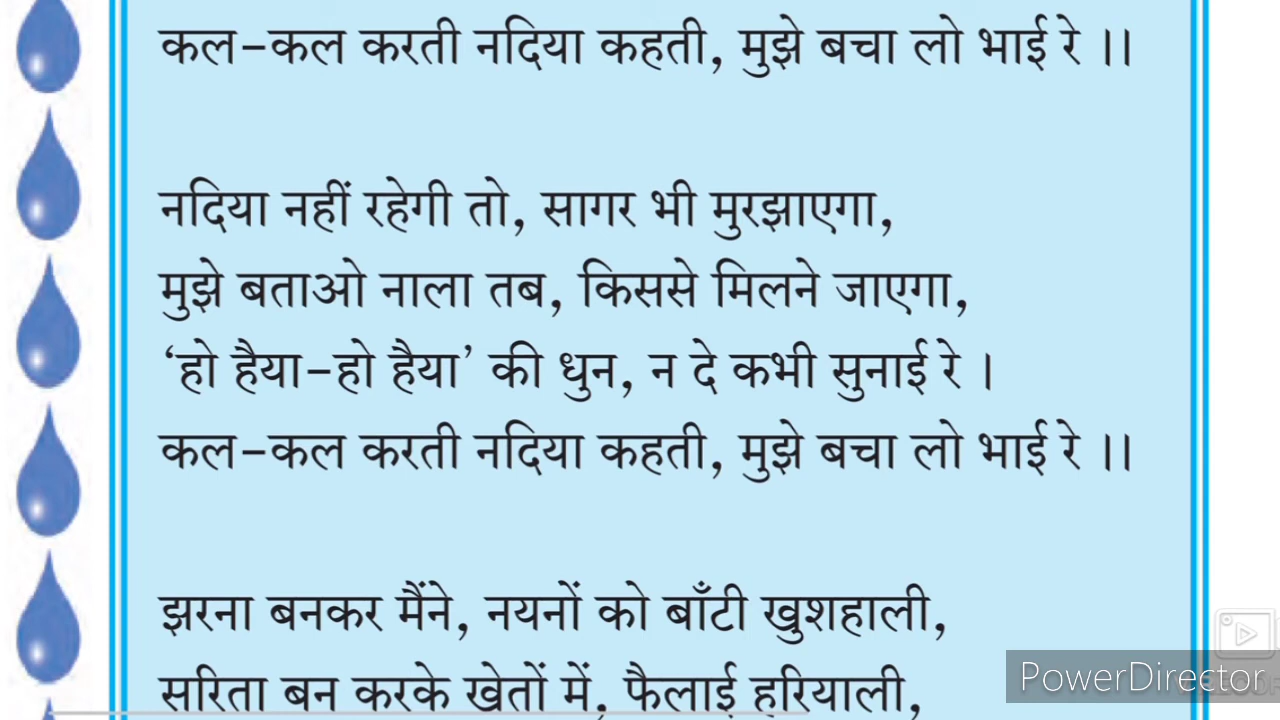 कल-कल करती नदिया कहती, मुझे बचा लो भाई रे ।।
नदिया नहीं रहेगी तो, सागर भी मुरझाएगा,
मुझे बताओ नाला तब, किससे मिलने जाएगा,
‘हो हैया-हो हैया’ की धुन, न दे कभी सुनाई रे ।
कल-कल करती नदिया कहती, मुझे बचा लो भाई रे ।।
झरना बनकर मैंने, नयनों को बाँटी खुशहाली,
सरिता बन करके खेतों में, फैलाई हरियाली,
PowerDirector